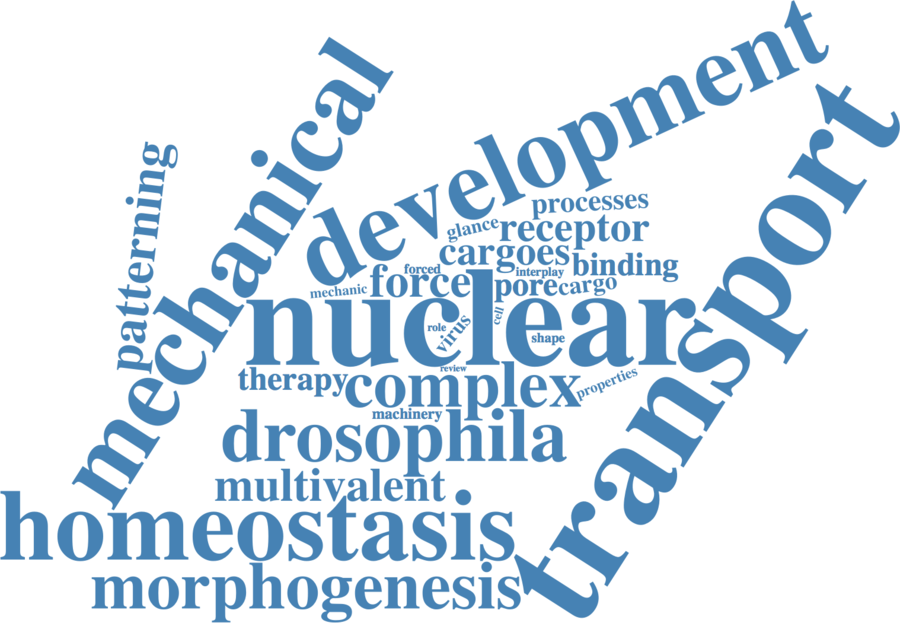 development
mechanical
transport
patterning
processes
glance
receptor
cargoes
binding
forced
interplay
mechanic
force
pore
cargo
nuclear
role
virus
cell
shape
review
therapy
complex
properties
machinery
drosophila
multivalent
homeostasis
morphogenesis